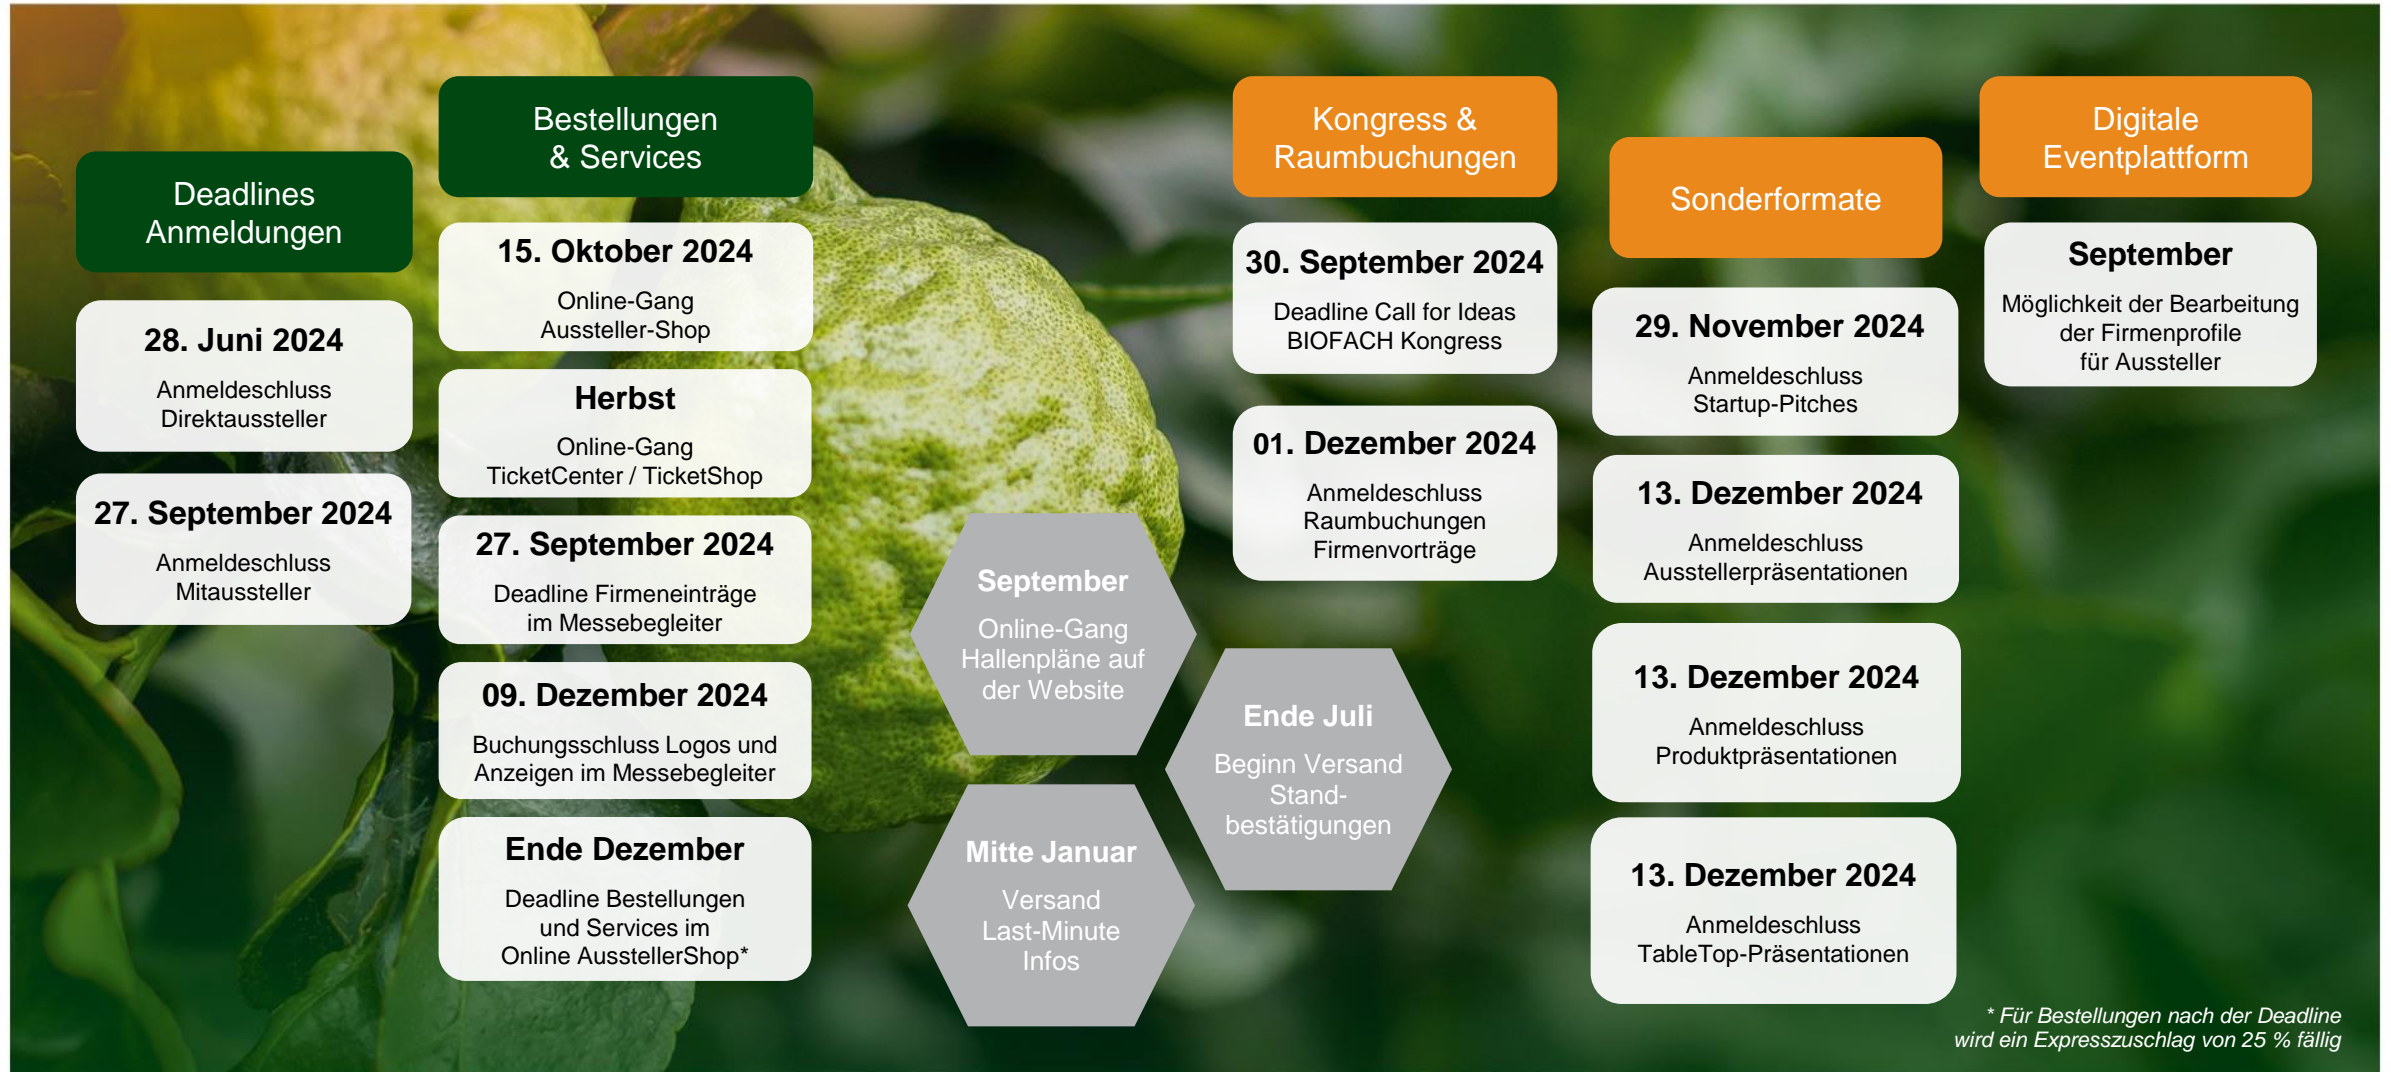 Deadlines
Anmeldungen
28. Juni 2024
Anmeldeschluss
Direktaussteller
27. September 2024
Anmeldeschluss
Mitaussteller
Bestellungen
& Services
15. Oktober 2024
Online-Gang
Aussteller-Shop
Herbst
Online-Gang
TicketCenter / TicketShop
27. September 2024
Deadline Firmeneinträge
im Messebegleiter
09. Dezember 2024
Buchungsschluss Logos und
Anzeigen im Messebegleiter
Ende Dezember
Deadline Bestellungen
und Services im
Online AusstellerShop*
September
Online-Gang
Hallenpläne auf
der Website
Ende Juli
Beginn Versand
Stand-
bestätigungen
Mitte Januar
Versand
Last-Minute
Infos
Kongress &
Raumbuchungen
30. September 2024
Deadline Call for Ideas
BIOFACH Kongress
01. Dezember 2024
Anmeldeschluss
Raumbuchungen
Firmenvorträge
Sonderformate
29. November 2024
Anmeldeschluss
Startup-Pitches
13. Dezember 2024
Anmeldeschluss
Ausstellerpräsentationen
13. Dezember 2024
Anmeldeschluss
Produktpräsentationen
13. Dezember 2024
Anmeldeschluss
TableTop-Präsentationen
Digitale
Eventplattform
September
Möglichkeit der Bearbeitung
der Firmenprofile
für Aussteller
* Für Bestellungen nach der Deadline
wird ein Expresszuschlag von 25 % fällig